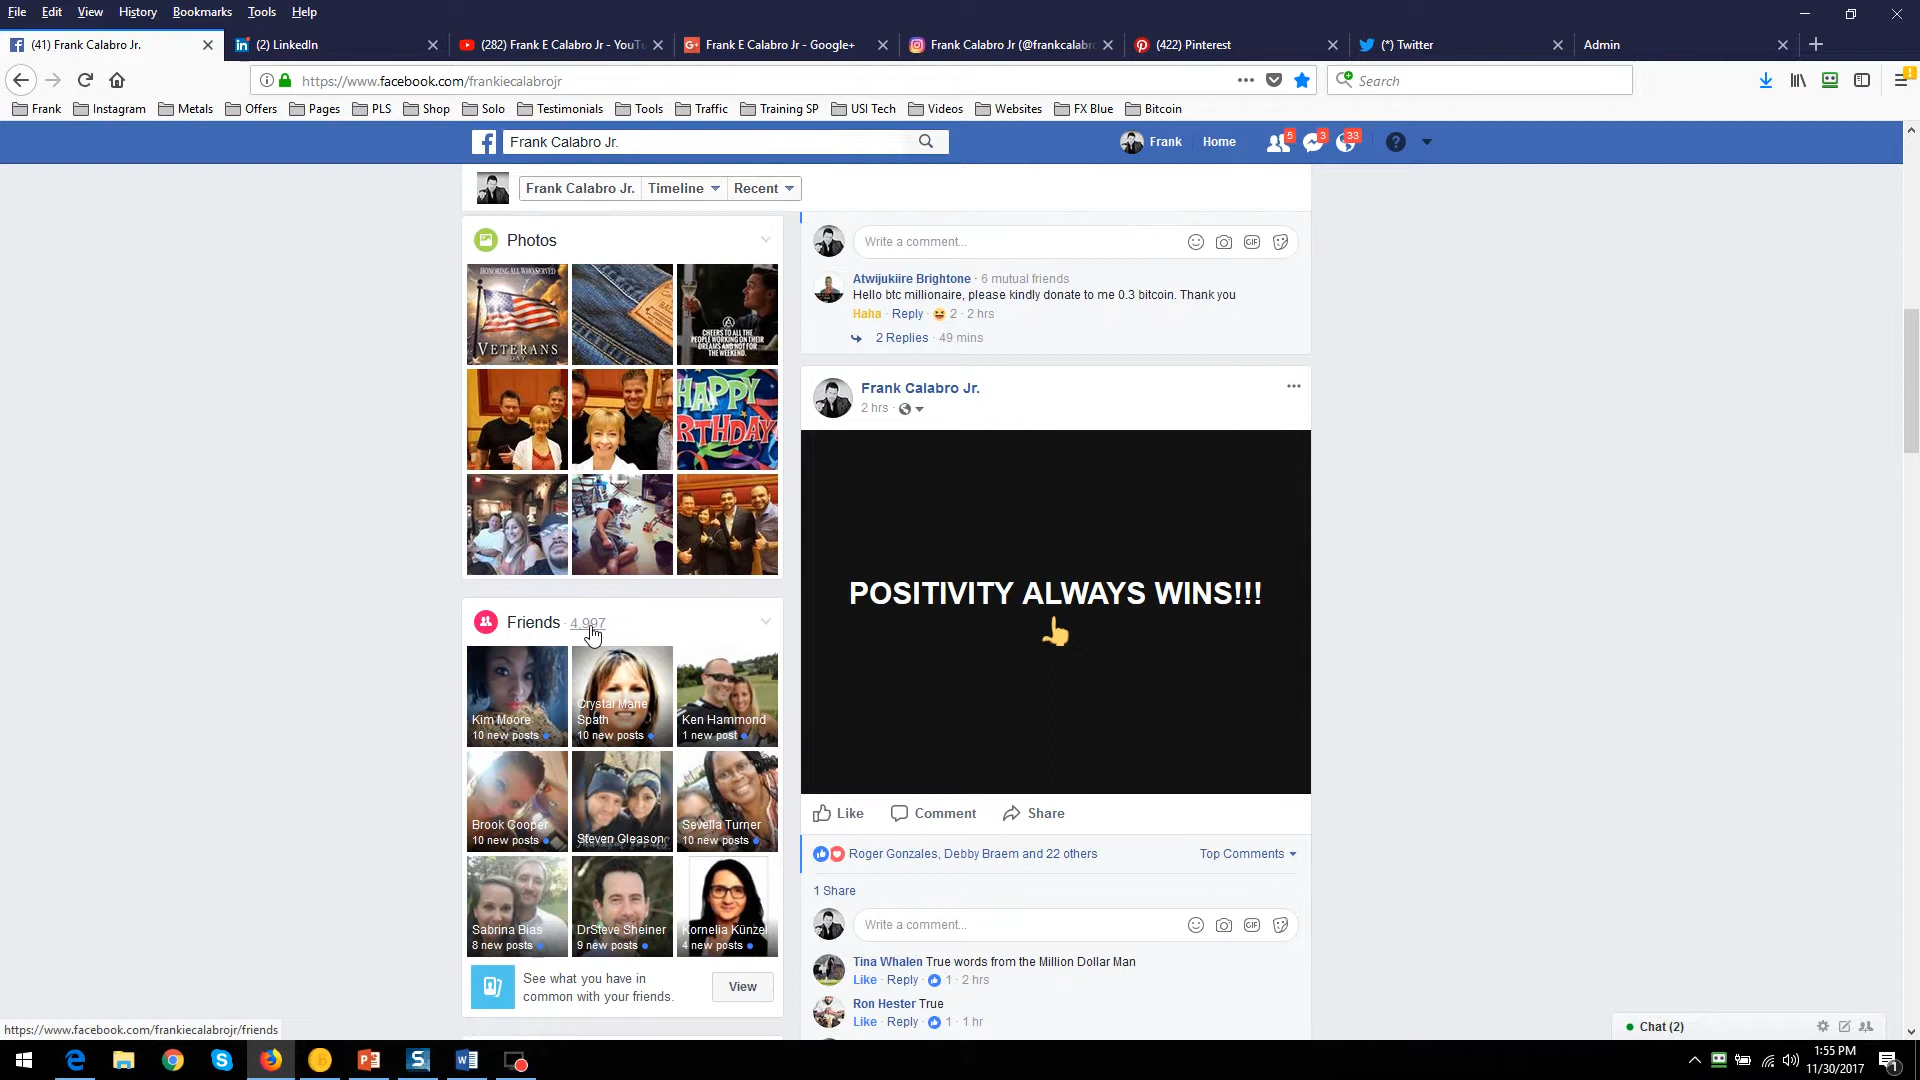 File Edit View History Bookmarks Tools Help
(41) Frank Calabro Jr.
(2) LinkedIn
(282) Frank E Calabro Jr - YouTu
Frank E Calabro Jr - Google+
Frank Calabro Jr (@frankcalabro
(422) Pinterest
(*) Twitter
Admin
https://www.facebook.com/frankiecalabrojr
Search
Frank Instagram Metals Offers Pages PLS Shop Solo Testimonials Tools Traffic Training SP USI Tech Videos Websites FX Blue Bitcoin
Frank Calabro Jr.
Frank Home 5 3 33
Frank Calabro Jr. Timeline Recent
Photos
HONORING ALL WHO SERVED
VETERANS
CHEERS TO ALL THE
PEOPLE WORKING ON THEIR
DREAMS AND NOT FOR
THE WEEKEND.
HAPPY
BIRTHDAY
Friends · 4,997
Kim Moore
10 new posts
Crystal Marie
Spath
10 new posts
Ken Hammond
1 new post
Brook Cooper
10 new posts
Steven Gleason
Sevella Turner
10 new posts
Sabrina Bias
8 new posts
DrSteve Sheiner
9 new posts
Kornelia Künzel
4 new posts
See what you have in
common with your friends.
View
Write a comment...
GIF
Atwijukiire Brightone · 6 mutual friends
Hello btc millionaire, please kindly donate to me 0.3 bitcoin. Thank you
Haha · Reply · 2 · 2 hrs
2 Replies · 49 mins
Frank Calabro Jr.
2 hrs ·
POSITIVITY ALWAYS WINS!!!
Like Comment Share
Roger Gonzales, Debby Braem and 22 others
Top Comments
1 Share
Write a comment...
GIF
Tina Whalen True words from the Million Dollar Man
Like · Reply · 1 · 2 hrs
Ron Hester True
Like · Reply · 1 · 1 hr
https://www.facebook.com/frankiecalabrojr/friends
Chat (2)
1:55 PM
11/30/2017
1